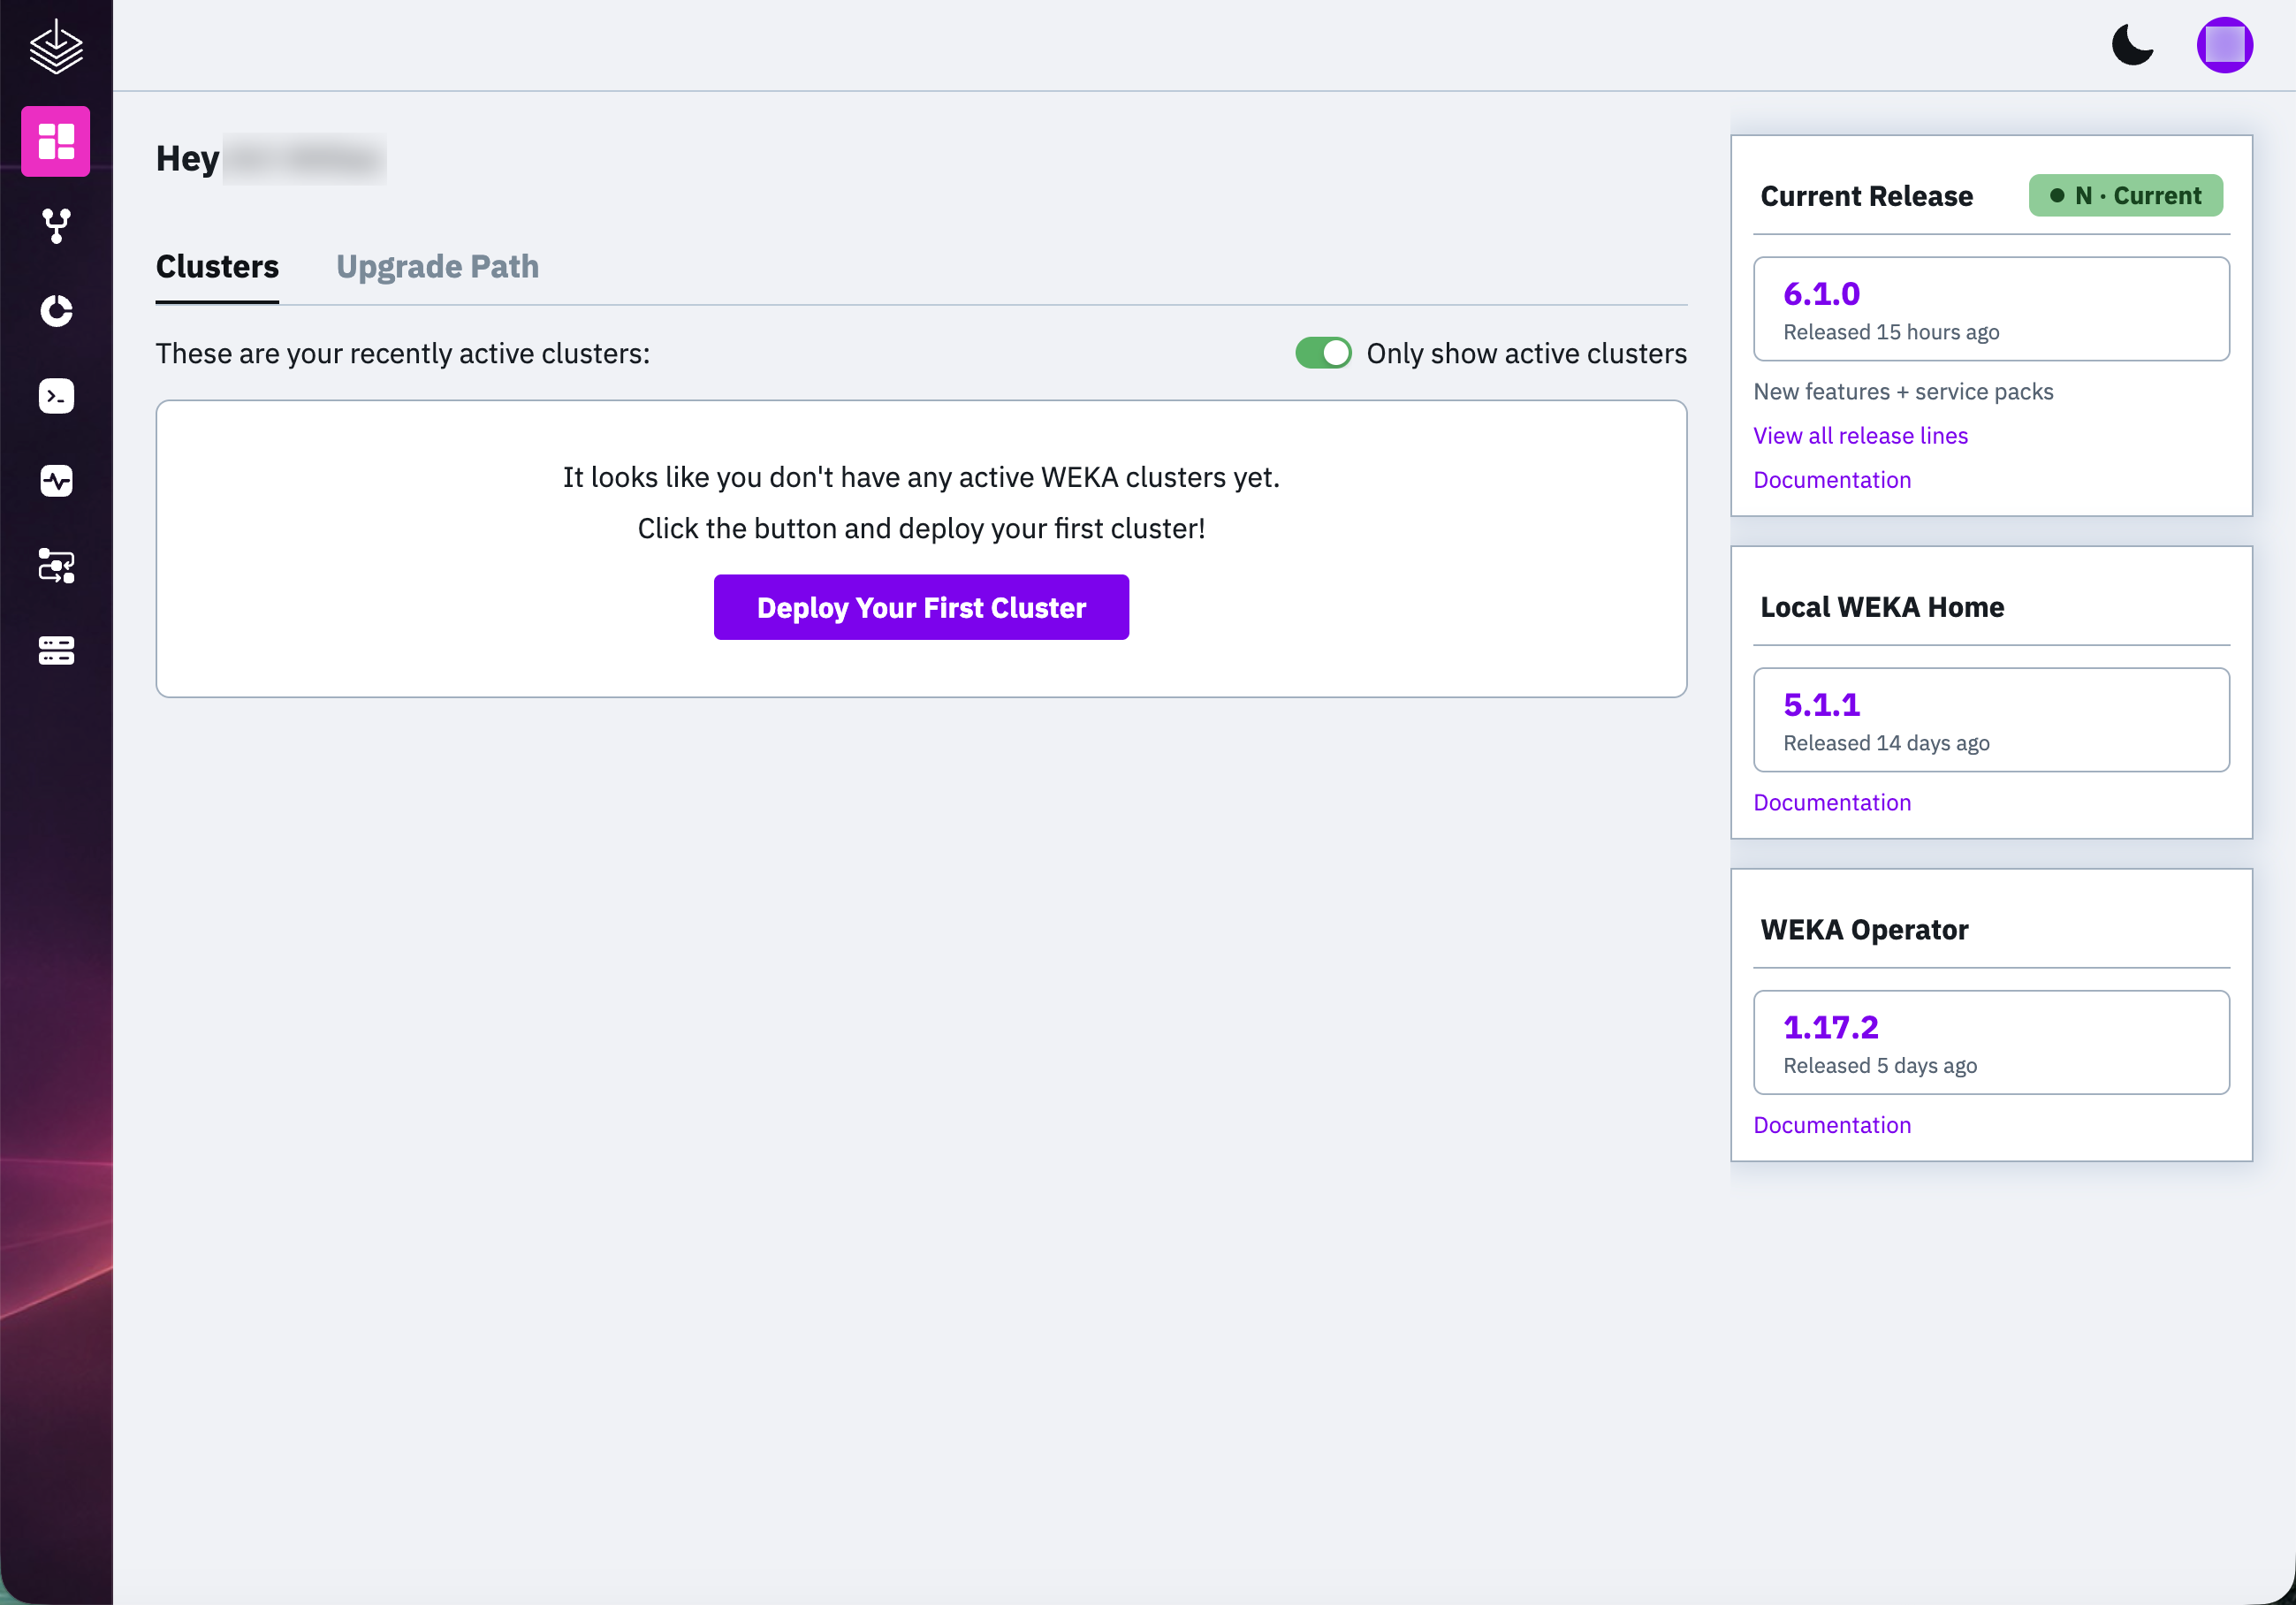 Hey
Clusters
Upgrade Path
These are your recently active clusters:
Only show active clusters
It looks like you don't have any active WEKA clusters yet.
Click the button and deploy your first cluster!
Deploy Your First Cluster
Current Release
N · Current
6.1.0
Released 15 hours ago
New features + service packs
View all release lines
Documentation
Local WEKA Home
5.1.1
Released 14 days ago
Documentation
WEKA Operator
1.17.2
Released 5 days ago
Documentation